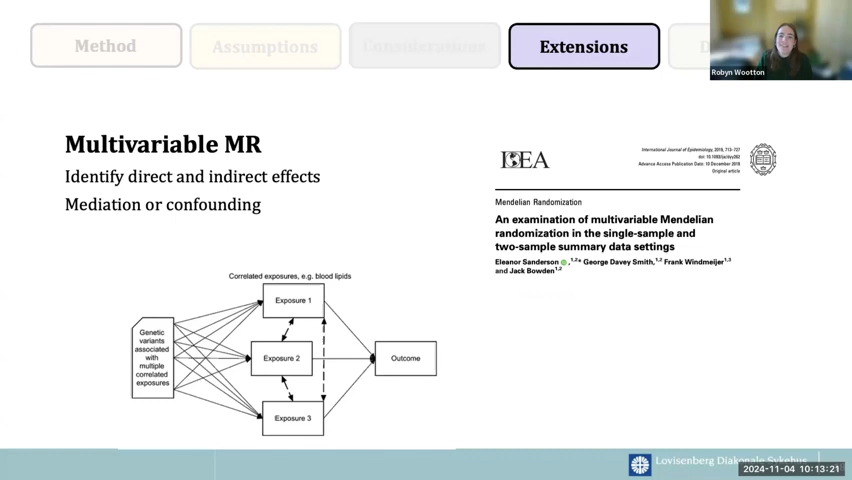 Method
Assumptions
Considerations
Extensions
D
Robyn Wootton
Multivariable MR
Identify direct and indirect effects
Mediation or confounding
Correlated exposures, e.g. blood lipids
Genetic
variants
associated
with
multiple
correlated
exposures
Exposure 1
Exposure 2
Exposure 3
Outcome
IEA
International Journal of Epidemiology, 2019, 713–727
doi: 10.1093/ije/dyy262
Advance Access Publication Date: 10 December 2018
Original article
Mendelian Randomization
An examination of multivariable Mendelian
randomization in the single-sample and
two-sample summary data settings
Eleanor Sanderson ,1,2* George Davey Smith,1,2 Frank Windmeijer1,3
and Jack Bowden1,2
Lovisenberg Diakonale Sykehus
2024-11-04 10:13:21